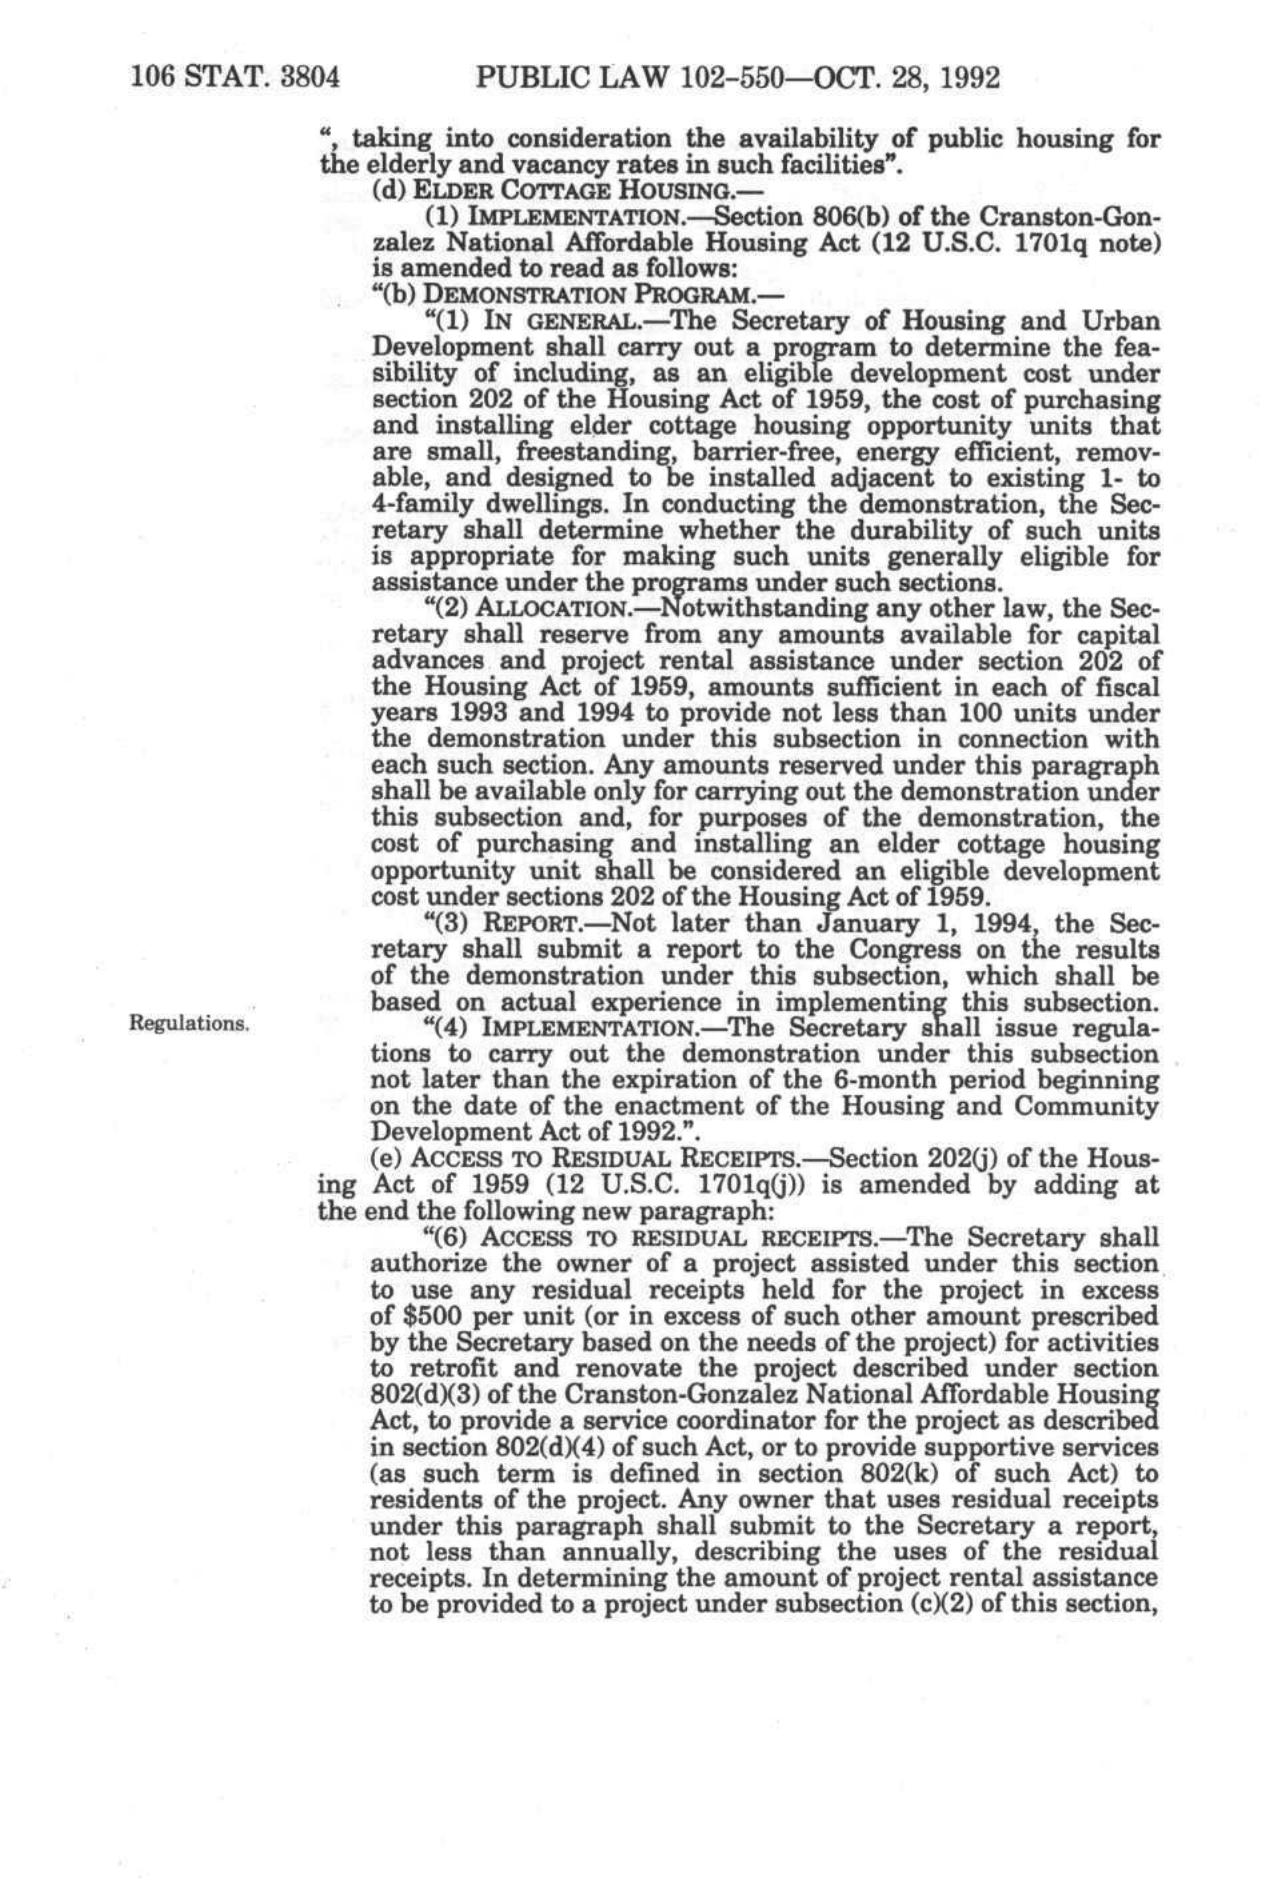 106 STAT. 3804 PUBLIC LAW 102–550—OCT. 28, 1992
“, taking into consideration the availability of public housing for
the elderly and vacancy rates in such facilities”.
(d) ELDER COTTAGE HOUSING.—
(1) IMPLEMENTATION.—Section 806(b) of the Cranston-Gon-
zalez National Affordable Housing Act (12 U.S.C. 1701q note)
is amended to read as follows:
“(b) DEMONSTRATION PROGRAM.—
“(1) IN GENERAL.—The Secretary of Housing and Urban
Development shall carry out a program to determine the fea-
sibility of including, as an eligible development cost under
section 202 of the Housing Act of 1959, the cost of purchasing
and installing elder cottage housing opportunity units that
are small, freestanding, barrier-free, energy efficient, remov-
able, and designed to be installed adjacent to existing 1- to
4-family dwellings. In conducting the demonstration, the Sec-
retary shall determine whether the durability of such units
is appropriate for making such units generally eligible for
assistance under the programs under such sections.
“(2) ALLOCATION.—Notwithstanding any other law, the Sec-
retary shall reserve from any amounts available for capital
advances and project rental assistance under section 202 of
the Housing Act of 1959, amounts sufficient in each of fiscal
years 1993 and 1994 to provide not less than 100 units under
the demonstration under this subsection in connection with
each such section. Any amounts reserved under this paragraph
shall be available only for carrying out the demonstration under
this subsection and, for purposes of the demonstration, the
cost of purchasing and installing an elder cottage housing
opportunity unit shall be considered an eligible development
cost under sections 202 of the Housing Act of 1959.
“(3) REPORT.—Not later than January 1, 1994, the Sec-
retary shall submit a report to the Congress on the results
of the demonstration under this subsection, which shall be
based on actual experience in implementing this subsection.
Regulations.
“(4) IMPLEMENTATION.—The Secretary shall issue regula-
tions to carry out the demonstration under this subsection
not later than the expiration of the 6-month period beginning
on the date of the enactment of the Housing and Community
Development Act of 1992.”.
(e) ACCESS TO RESIDUAL RECEIPTS.—Section 202(j) of the Hous-
ing Act of 1959 (12 U.S.C. 1701q(j)) is amended by adding at
the end the following new paragraph:
“(6) ACCESS TO RESIDUAL RECEIPTS.—The Secretary shall
authorize the owner of a project assisted under this section
to use any residual receipts held for the project in excess
of $500 per unit (or in excess of such other amount prescribed
by the Secretary based on the needs of the project) for activities
to retrofit and renovate the project described under section
802(d)(3) of the Cranston-Gonzalez National Affordable Housing
Act, to provide a service coordinator for the project as described
in section 802(d)(4) of such Act, or to provide supportive services
(as such term is defined in section 802(k) of such Act) to
residents of the project. Any owner that uses residual receipts
under this paragraph shall submit to the Secretary a report,
not less than annually, describing the uses of the residual
receipts. In determining the amount of project rental assistance
to be provided to a project under subsection (c)(2) of this section,